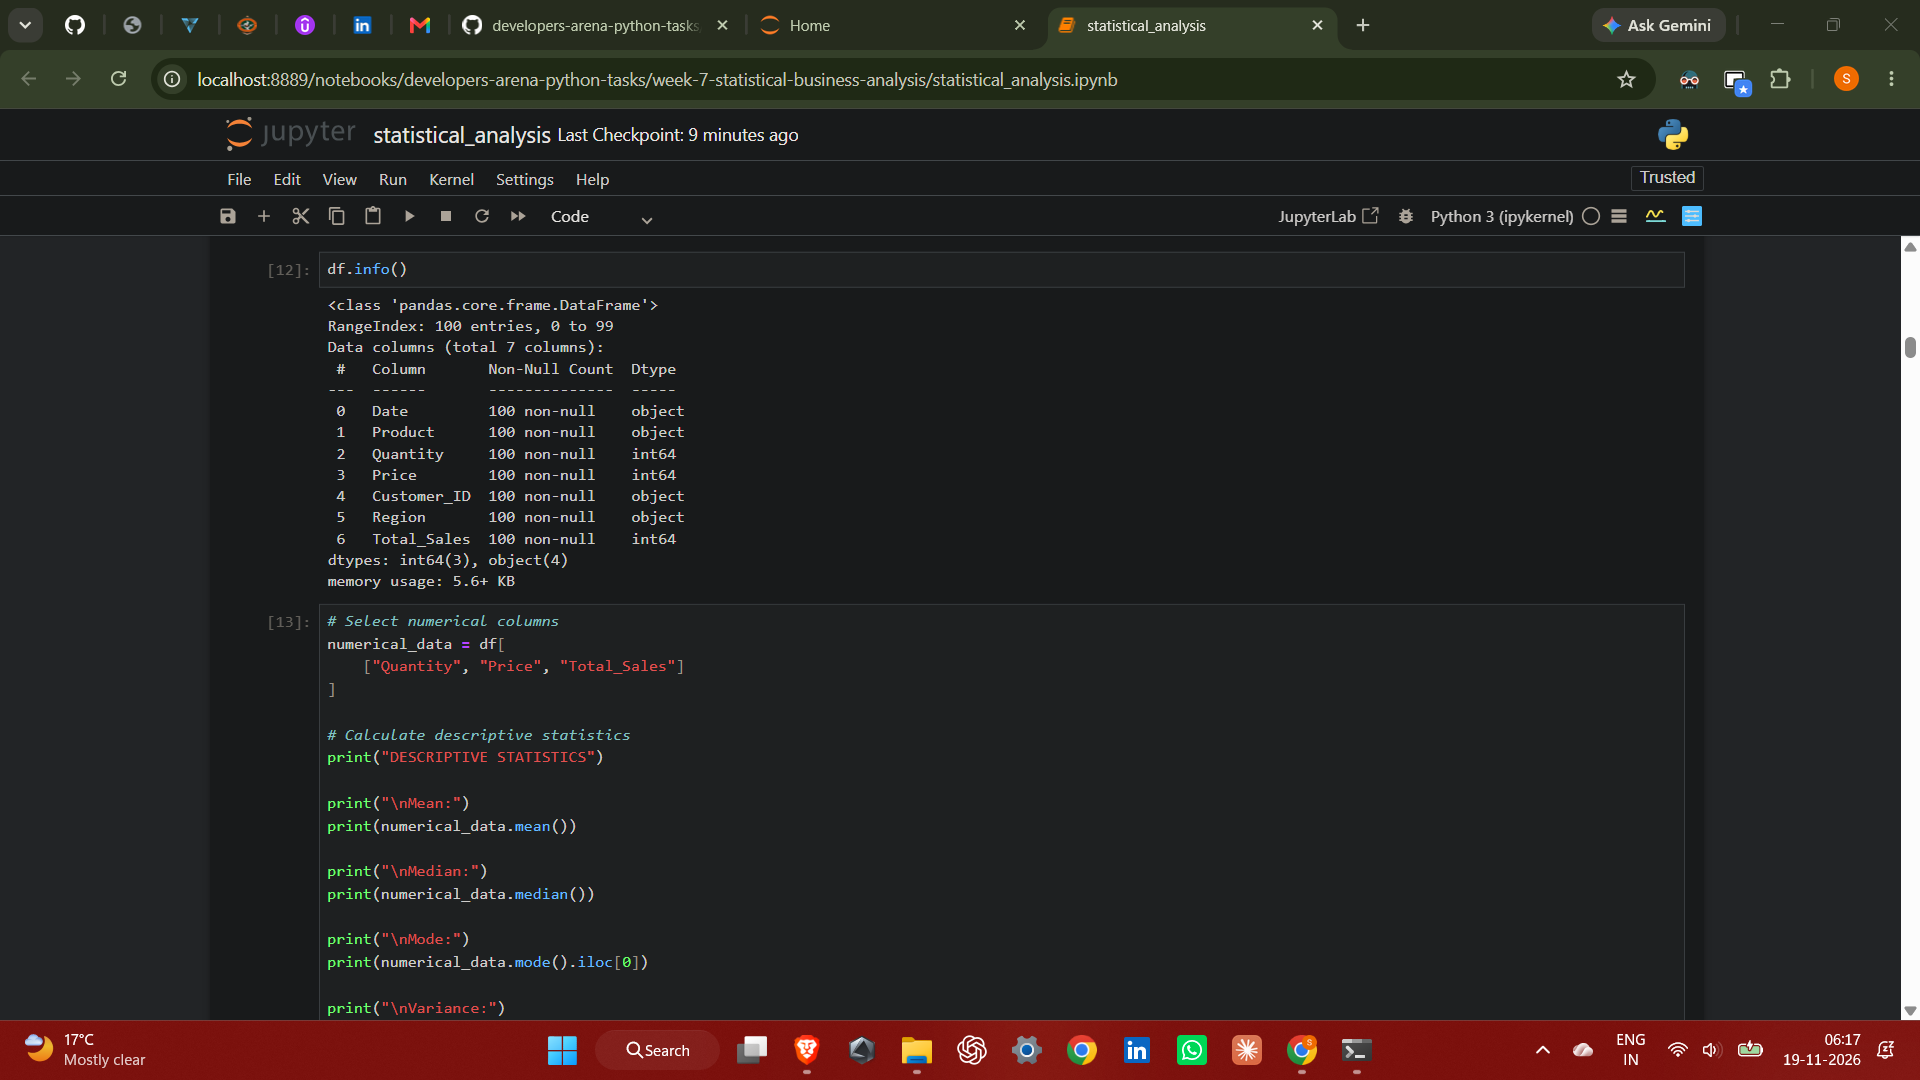 developers-arena-python-tasks
Home
statistical_analysis
Ask Gemini
localhost:8889/notebooks/developers-arena-python-tasks/week-7-statistical-business-analysis/statistical_analysis.ipynb
S
jupyter statistical_analysis Last Checkpoint: 9 minutes ago
File Edit View Run Kernel Settings Help
Trusted
Code
JupyterLab
Python 3 (ipykernel)
[12]: df.info()
<class 'pandas.core.frame.DataFrame'>
RangeIndex: 100 entries, 0 to 99
Data columns (total 7 columns):
 #   Column       Non-Null Count  Dtype
---  ------       --------------  -----
 0   Date         100 non-null    object
 1   Product      100 non-null    object
 2   Quantity     100 non-null    int64
 3   Price        100 non-null    int64
 4   Customer_ID  100 non-null    object
 5   Region       100 non-null    object
 6   Total_Sales  100 non-null    int64
dtypes: int64(3), object(4)
memory usage: 5.6+ KB
[13]: # Select numerical columns
numerical_data = df[
    ["Quantity", "Price", "Total_Sales"]
]
# Calculate descriptive statistics
print("DESCRIPTIVE STATISTICS")
print("\nMean:")
print(numerical_data.mean())
print("\nMedian:")
print(numerical_data.median())
print("\nMode:")
print(numerical_data.mode().iloc[0])
print("\nVariance:")
17°C
Mostly clear
Search
ENG
IN
06:17
19-11-2026